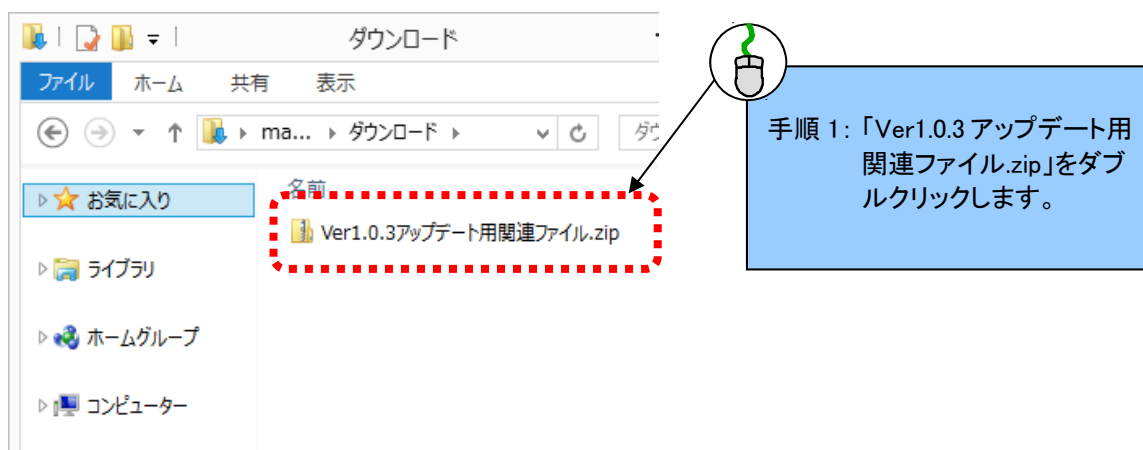 ダウンロード
ファイル ホーム 共有 表示
ma... ダウンロード
お気に入り
名前
Ver1.0.3アップデート用関連ファイル.zip
ライブラリ
ホームグループ
コンピューター
手順 1: 「Ver1.0.3 アップデート用
関連ファイル.zip」をダブ
ルクリックします。